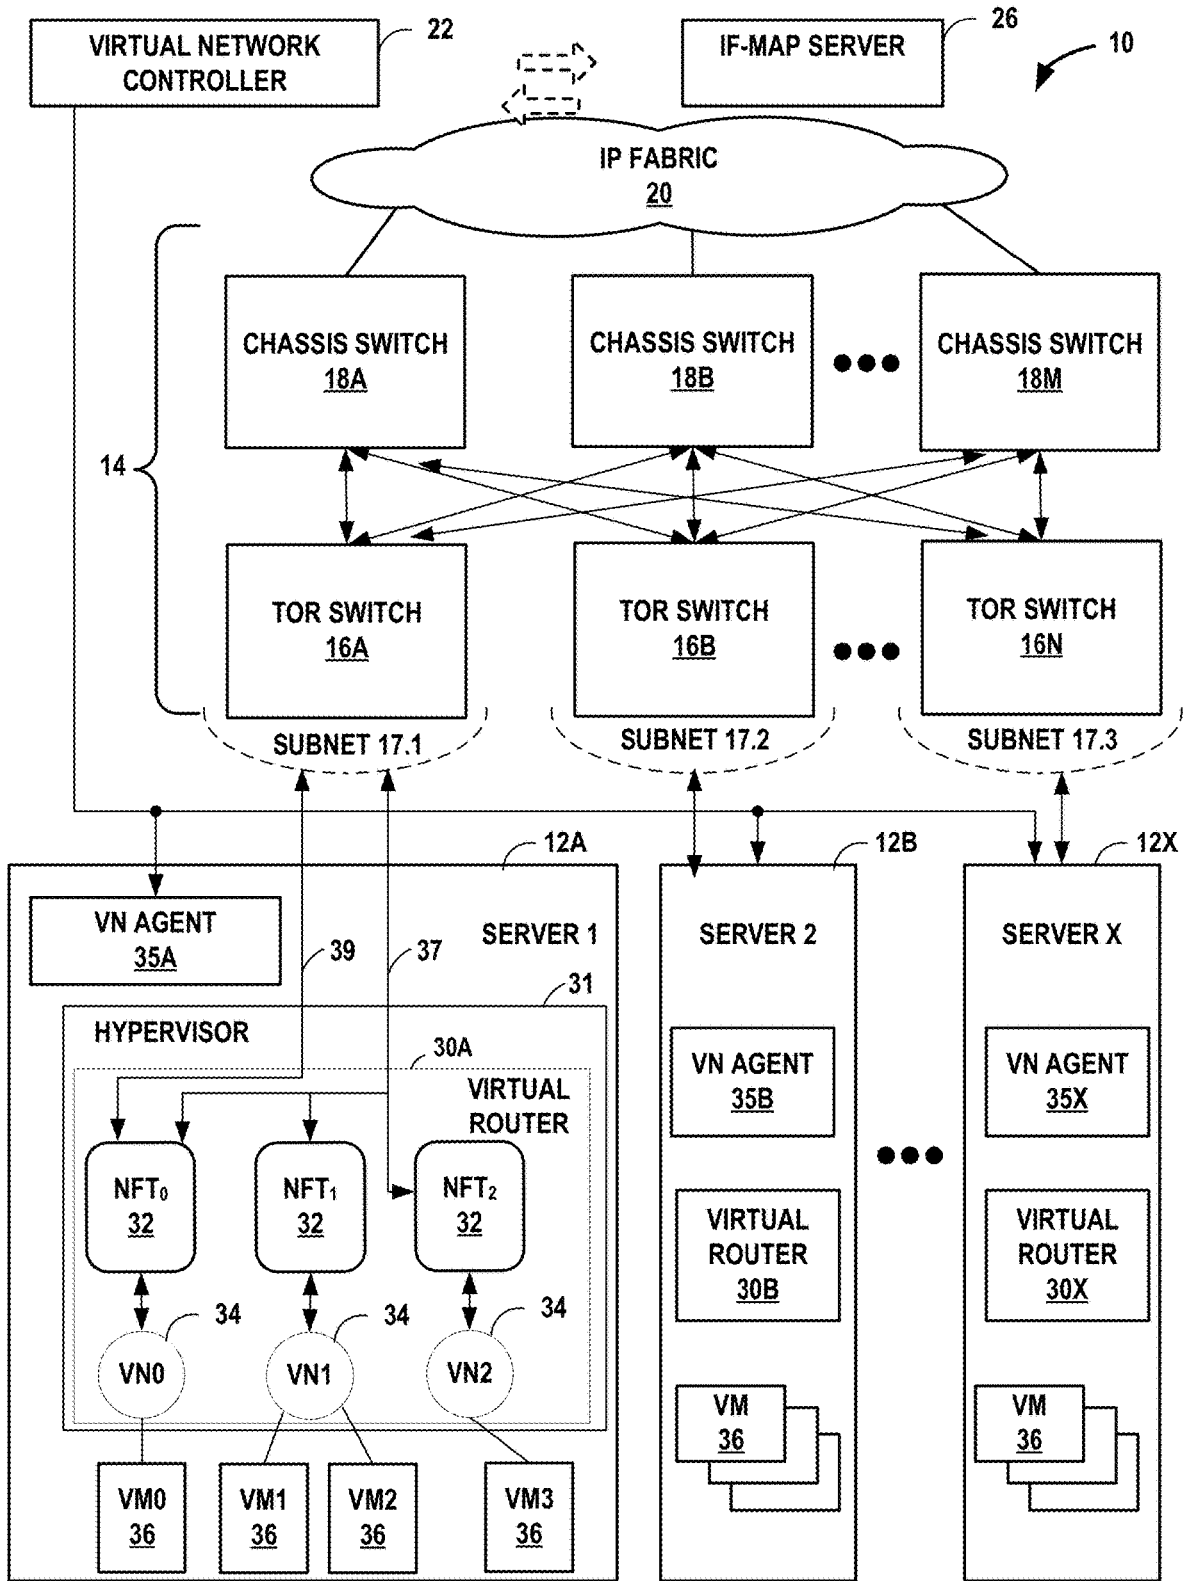 VIRTUAL NETWORK
CONTROLLER
22
IF-MAP SERVER
26
10
IP FABRIC
20
14
CHASSIS SWITCH
18A
CHASSIS SWITCH
18B
CHASSIS SWITCH
18M
TOR SWITCH
16A
TOR SWITCH
16B
TOR SWITCH
16N
SUBNET 17.1
SUBNET 17.2
SUBNET 17.3
12A
12B
12X
VN AGENT
35A
SERVER 1
39
37
31
HYPERVISOR
30A
VIRTUAL
ROUTER
NFT₀
32
NFT₁
32
NFT₂
32
34
34
34
VN0
VN1
VN2
VM0
36
VM1
36
VM2
36
VM3
36
SERVER 2
VN AGENT
35B
VIRTUAL
ROUTER
30B
VM
36
SERVER X
VN AGENT
35X
VIRTUAL
ROUTER
30X
VM
36